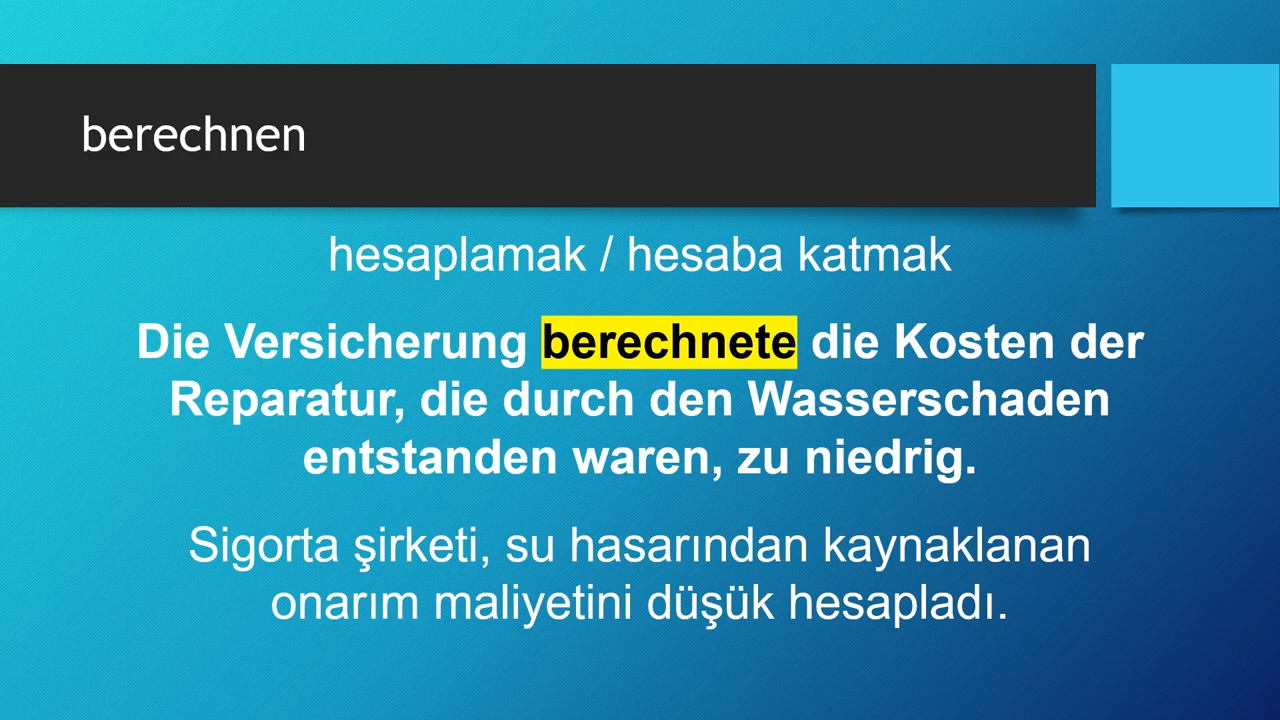 berechnen
hesaplamak / hesaba katmak
Die Versicherung berechnete die Kosten der
Reparatur, die durch den Wasserschaden
entstanden waren, zu niedrig.
Sigorta şirketi, su hasarından kaynaklanan
onarım maliyetini düşük hesapladı.